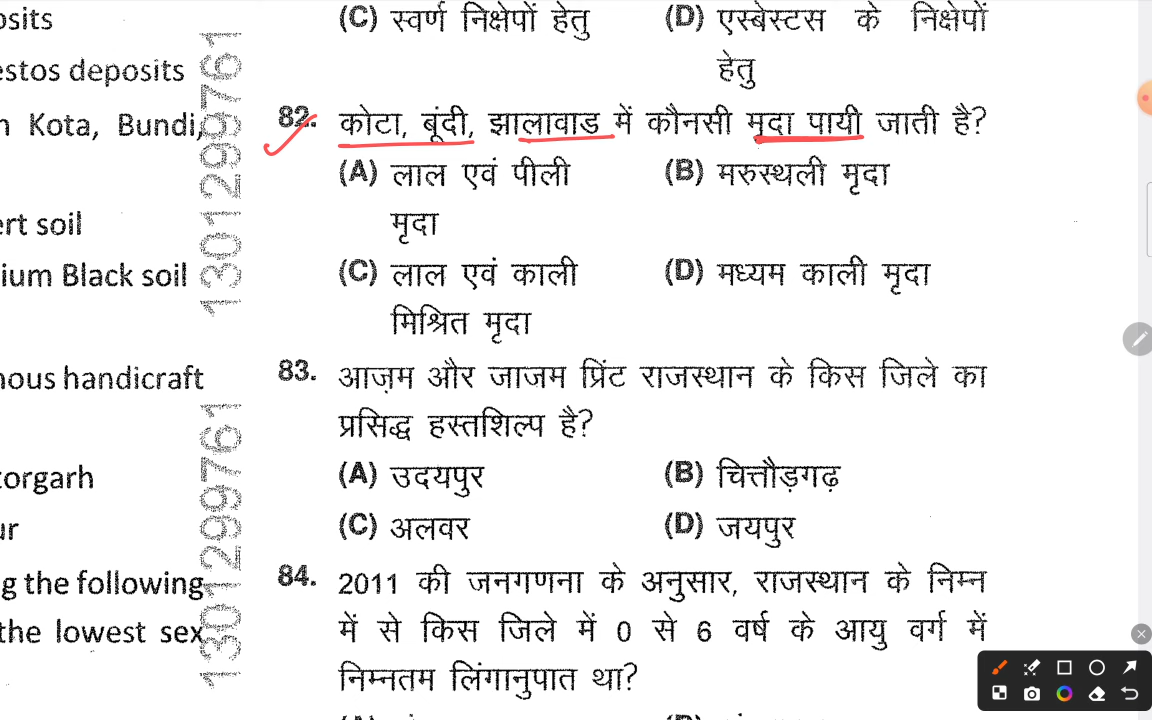 osits
estos deposits
n Kota, Bundi,
ert soil
ium Black soil
nous handicraft
torgarh
ur
g the following
the lowest sex
1301299761
1301299761
(C) स्वर्ण निक्षेपों हेतु
(D) एस्बेस्टस के निक्षेपों
हेतु
82. कोटा, बूंदी, झालावाड में कौनसी मृदा पायी जाती है?
(A) लाल एवं पीली
मृदा
(B) मरुस्थली मृदा
(C) लाल एवं काली
मिश्रित मृदा
(D) मध्यम काली मृदा
83. आज़म और जाजम प्रिंट राजस्थान के किस जिले का
प्रसिद्ध हस्तशिल्प है?
(A) उदयपुर
(B) चित्तौड़गढ़
(C) अलवर
(D) जयपुर
84. 2011 की जनगणना के अनुसार, राजस्थान के निम्न
में से किस जिले में 0 से 6 वर्ष के आयु वर्ग में
निम्नतम लिंगानुपात था?